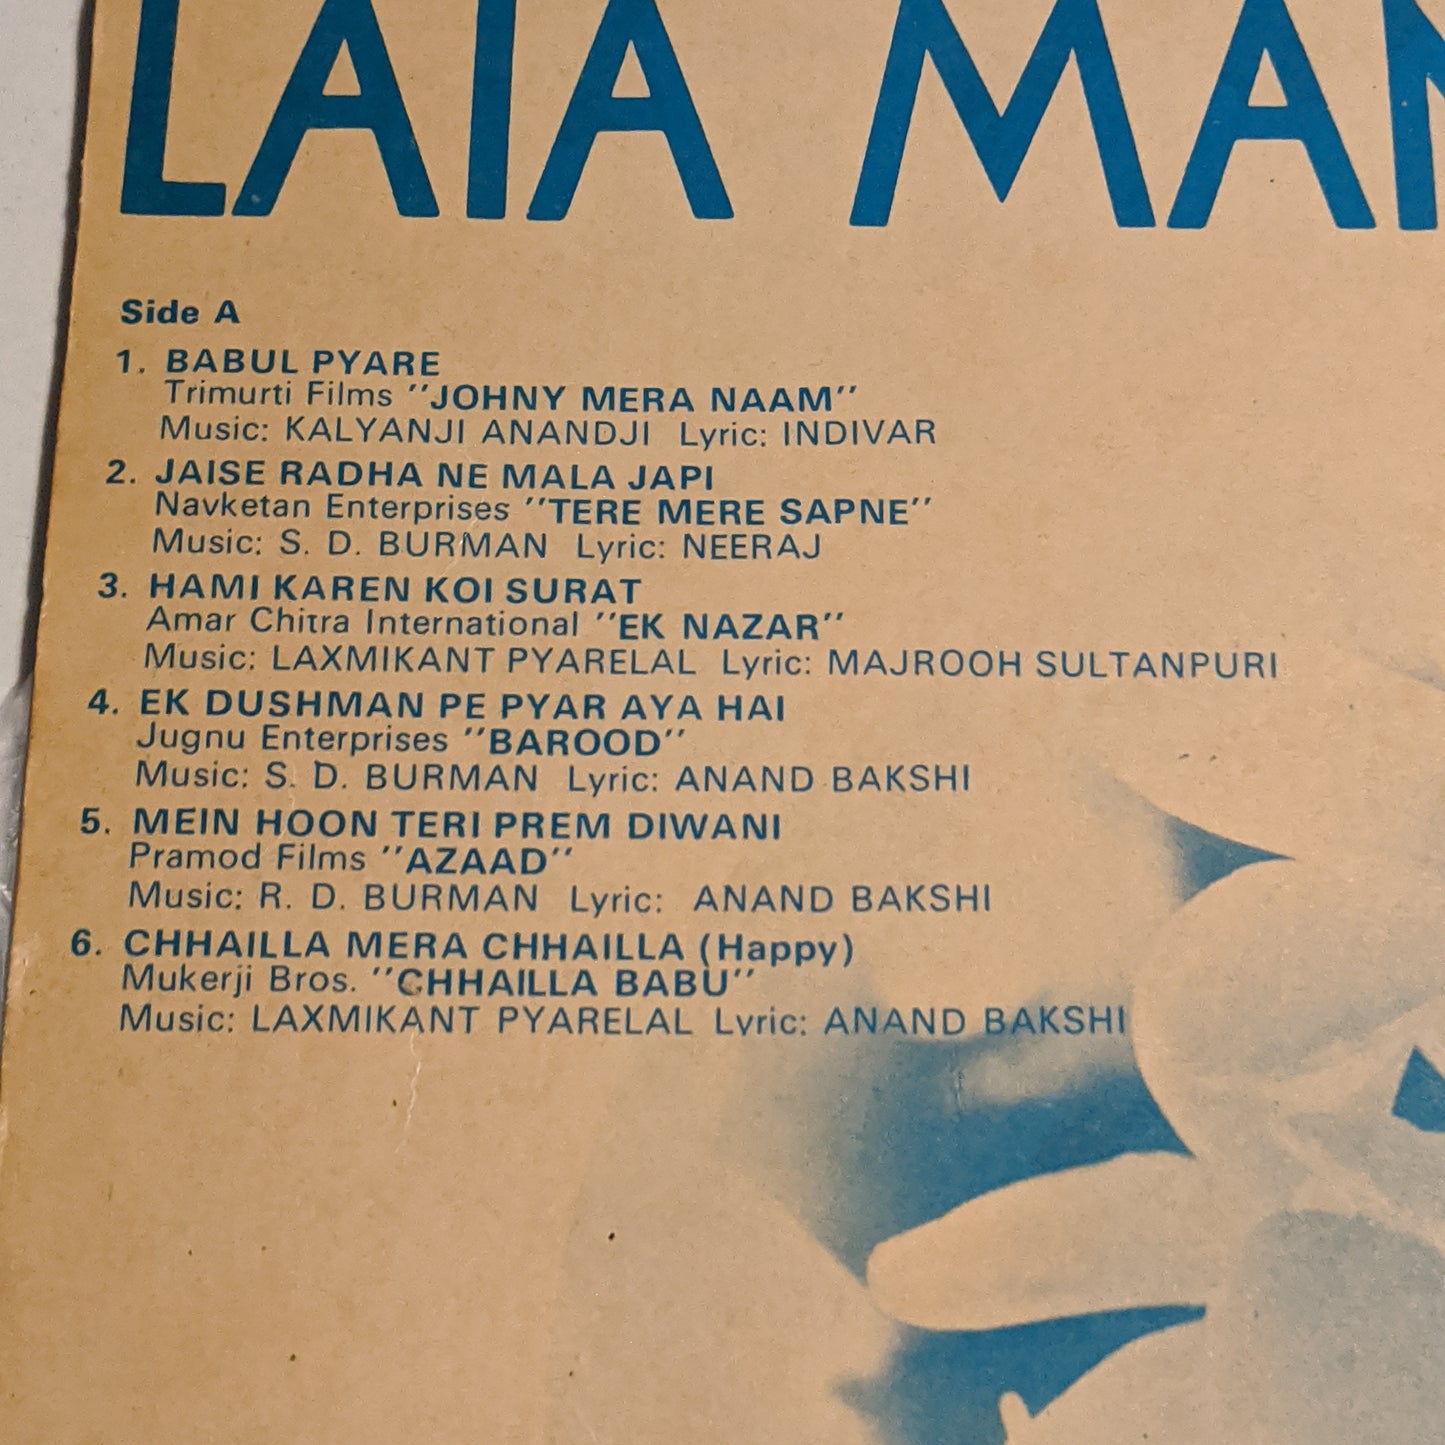 LATA MAN
Side A
1. BABUL PYARE
Trimurti Films "JOHNY MERA NAAM"
Music: KALYANJI ANANDJI Lyric: INDIVAR
2. JAISE RADHA NE MALA JAPI
Navketan Enterprises "TERE MERE SAPNE"
Music: S. D. BURMAN Lyric: NEERAJ
3. HAMI KAREN KOI SURAT
Amar Chitra International "EK NAZAR"
Music: LAXMIKANT PYARELAL Lyric: MAJROOH SULTANPURI
4. EK DUSHMAN PE PYAR AYA HAI
Jugnu Enterprises "BAROOD"
Music: S. D. BURMAN Lyric: ANAND BAKSHI
5. MEIN HOON TERI PREM DIWANI
Pramod Films "AZAAD"
Music: R. D. BURMAN Lyric: ANAND BAKSHI
6. CHHAILLA MERA CHHAILLA (Happy)
Mukerji Bros. "CHHAILLA BABU"
Music: LAXMIKANT PYARELAL Lyric: ANAND BAKSHI